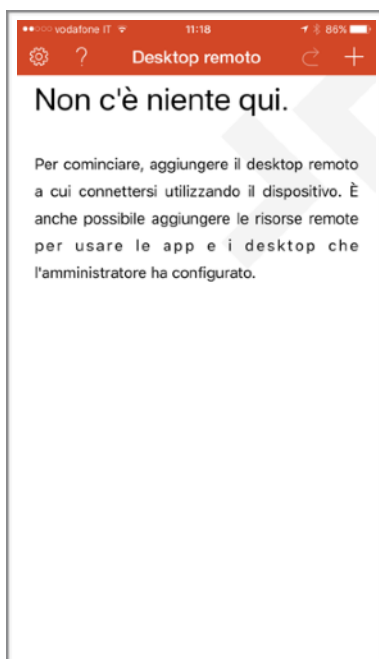 vodafone IT 11:18 86%
? Desktop remoto
Non c'è niente qui.
Per cominciare, aggiungere il desktop remoto
a cui connettersi utilizzando il dispositivo. È
anche possibile aggiungere le risorse remote
per usare le app e i desktop che
l'amministratore ha configurato.